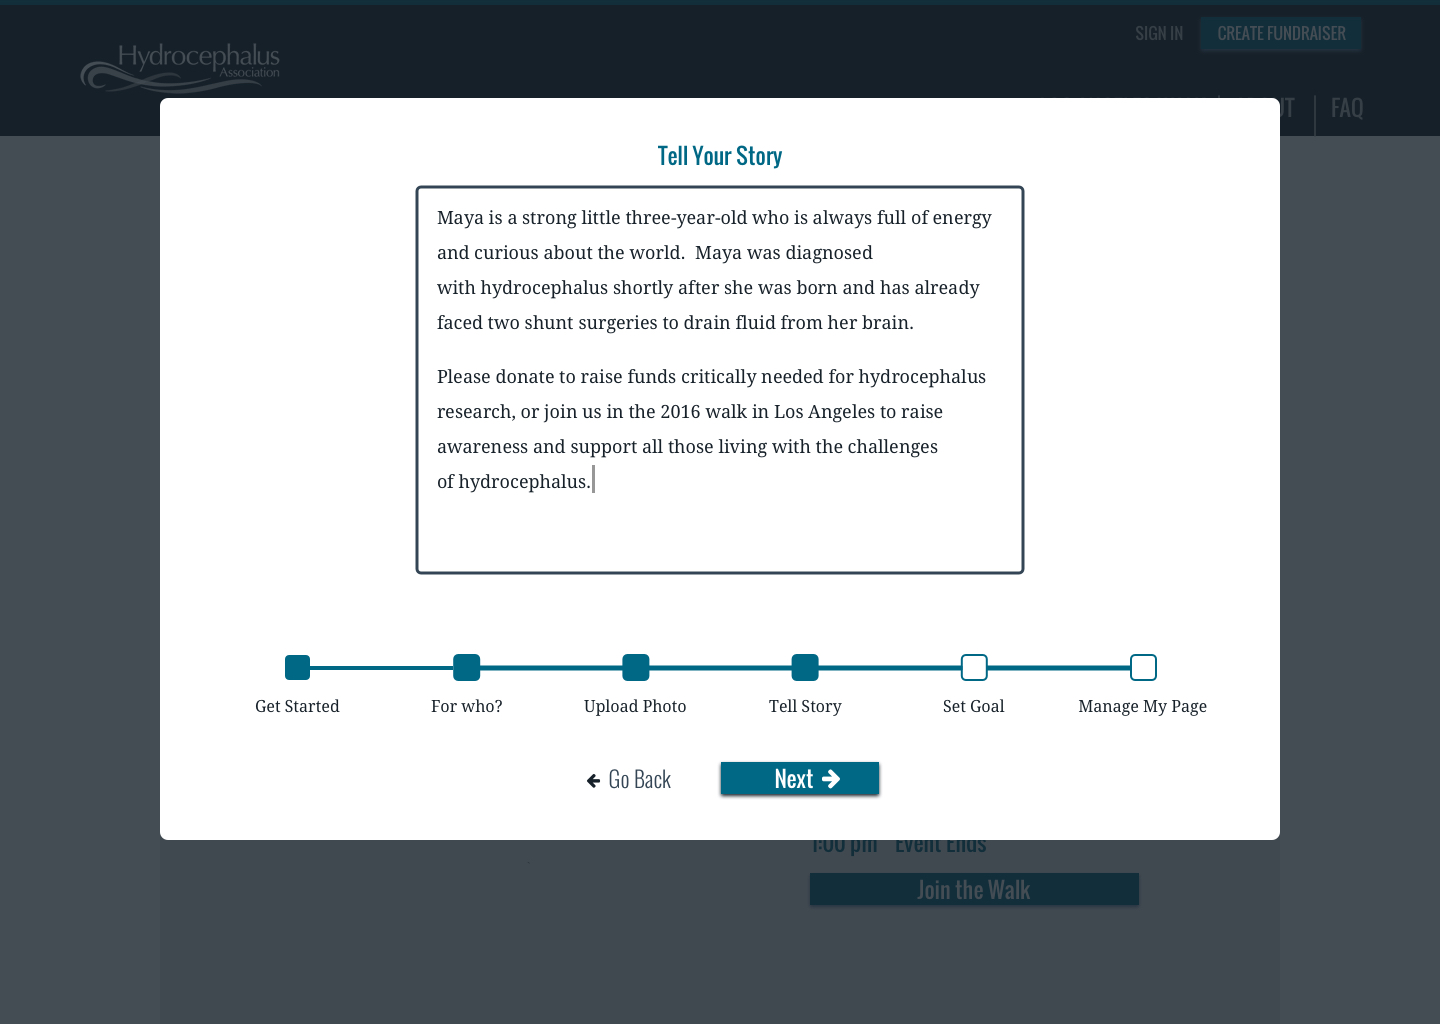 Hydrocephalus
Association
SIGN IN
CREATE FUNDRAISER
FAQ
Tell Your Story
Maya is a strong little three-year-old who is always full of energy
and curious about the world.  Maya was diagnosed
with hydrocephalus shortly after she was born and has already
faced two shunt surgeries to drain fluid from her brain.
Please donate to raise funds critically needed for hydrocephalus
research, or join us in the 2016 walk in Los Angeles to raise
awareness and support all those living with the challenges
of hydrocephalus.
Get Started
For who?
Upload Photo
Tell Story
Set Goal
Manage My Page
Go Back
Next
1:00 pm Event Ends
Join the Walk